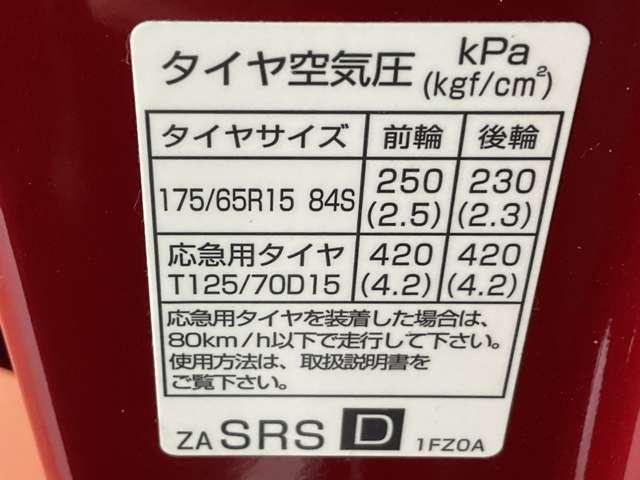 タイヤ空気圧 kPa (kgf/cm²)
タイヤサイズ 前輪 後輪
175/65R15 84S 250 (2.5) 230 (2.3)
応急用タイヤ T125/70D15 420 (4.2) 420 (4.2)
応急用タイヤを装着した場合は、
80km/h以下で走行して下さい。
使用方法は、取扱説明書を
ご覧下さい。
ZA SRS D 1FZ0A